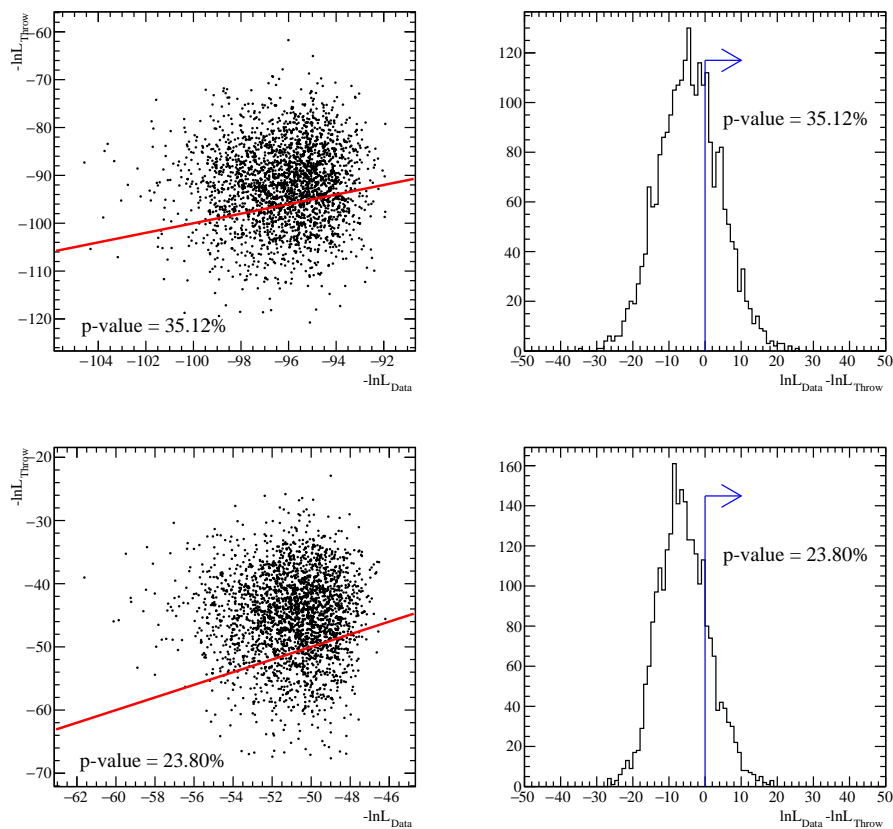 -lnL_Throw
−60
−70
−80
−90
−100
−110
−120
p-value = 35.12%
−104 −102 −100 −98 −96 −94 −92
-lnL_Data
120
100
80
60
40
20
0
p-value = 35.12%
−50 −40 −30 −20 −10 0 10 20 30 40 50
lnL_Data -lnL_Throw
-lnL_Throw
−20
−30
−40
−50
−60
−70
p-value = 23.80%
−62 −60 −58 −56 −54 −52 −50 −48 −46
-lnL_Data
160
140
120
100
80
60
40
20
0
p-value = 23.80%
−50 −40 −30 −20 −10 0 10 20 30 40 50
lnL_Data -lnL_Throw